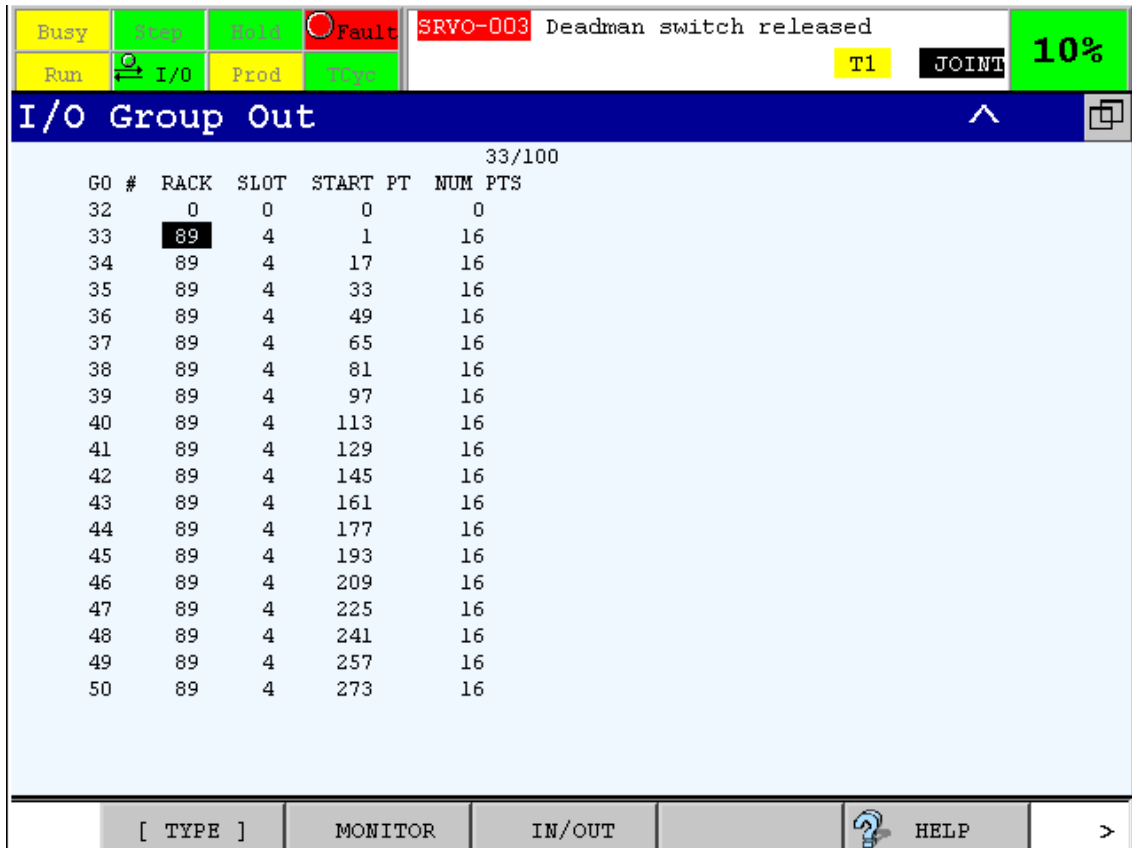 Busy Step Hold Fault SRVO-003 Deadman switch released
Run I/O Prod TCyc T1 JOINT 10%
I/O Group Out
33/100
GO # RACK SLOT START PT NUM PTS
32 0 0 0 0
33 89 4 1 16
34 89 4 17 16
35 89 4 33 16
36 89 4 49 16
37 89 4 65 16
38 89 4 81 16
39 89 4 97 16
40 89 4 113 16
41 89 4 129 16
42 89 4 145 16
43 89 4 161 16
44 89 4 177 16
45 89 4 193 16
46 89 4 209 16
47 89 4 225 16
48 89 4 241 16
49 89 4 257 16
50 89 4 273 16
[ TYPE ] MONITOR IN/OUT HELP >